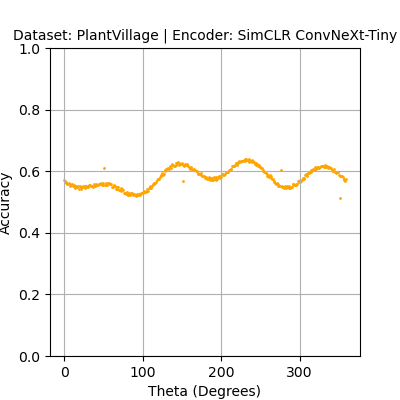 Dataset: PlantVillage | Encoder: SimCLR ConvNeXt-Tiny
1.0
0.8
0.6
0.4
0.2
0.0
Accuracy
0 100 200 300
Theta (Degrees)